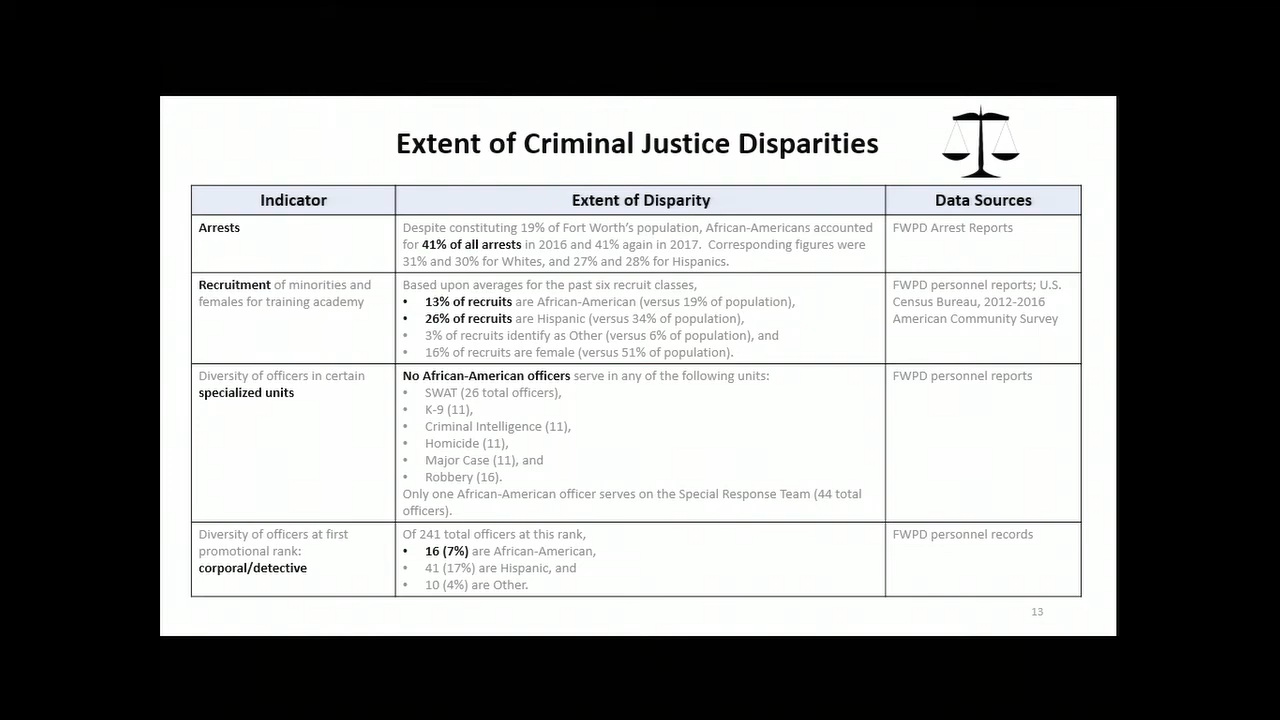 Extent of Criminal Justice Disparities
Indicator
Extent of Disparity
Data Sources
Arrests
Despite constituting 19% of Fort Worth's population, African-Americans accounted
for 41% of all arrests in 2016 and 41% again in 2017. Corresponding figures were
31% and 30% for Whites, and 27% and 28% for Hispanics.
FWPD Arrest Reports
Recruitment of minorities and
females for training academy
Based upon averages for the past six recruit classes,
• 13% of recruits are African-American (versus 19% of population),
• 26% of recruits are Hispanic (versus 34% of population),
• 3% of recruits identify as Other (versus 6% of population), and
• 16% of recruits are female (versus 51% of population).
FWPD personnel reports; U.S.
Census Bureau, 2012-2016
American Community Survey
Diversity of officers in certain
specialized units
No African-American officers serve in any of the following units:
• SWAT (26 total officers),
• K-9 (11),
• Criminal Intelligence (11),
• Homicide (11),
• Major Case (11), and
• Robbery (16).
Only one African-American officer serves on the Special Response Team (44 total
officers).
FWPD personnel reports
Diversity of officers at first
promotional rank:
corporal/detective
Of 241 total officers at this rank,
• 16 (7%) are African-American,
• 41 (17%) are Hispanic, and
• 10 (4%) are Other.
FWPD personnel records
13